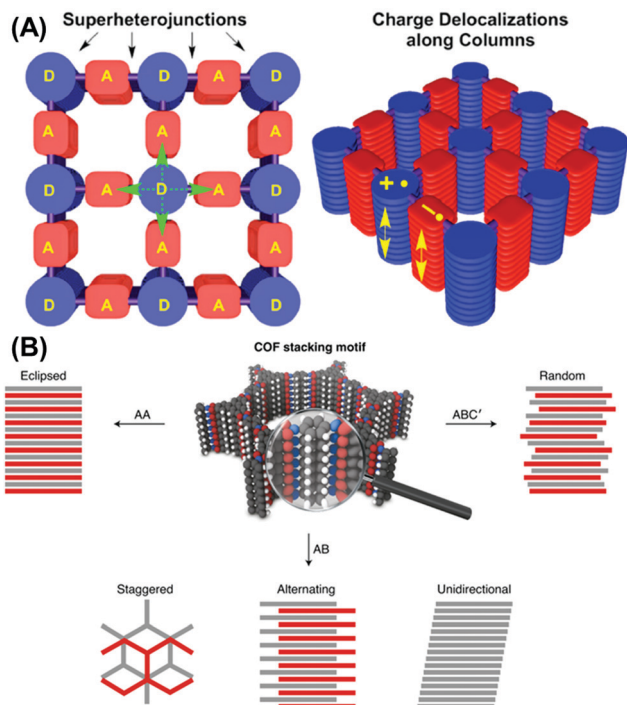 (A)
Superheterojunctions
Charge Delocalizations
along Columns
D A D A D
A A A
D A D A D
A A A
D A D A D
+ •
− •
(B)
COF stacking motif
Eclipsed
Random
AA
ABC′
AB
Staggered
Alternating
Unidirectional